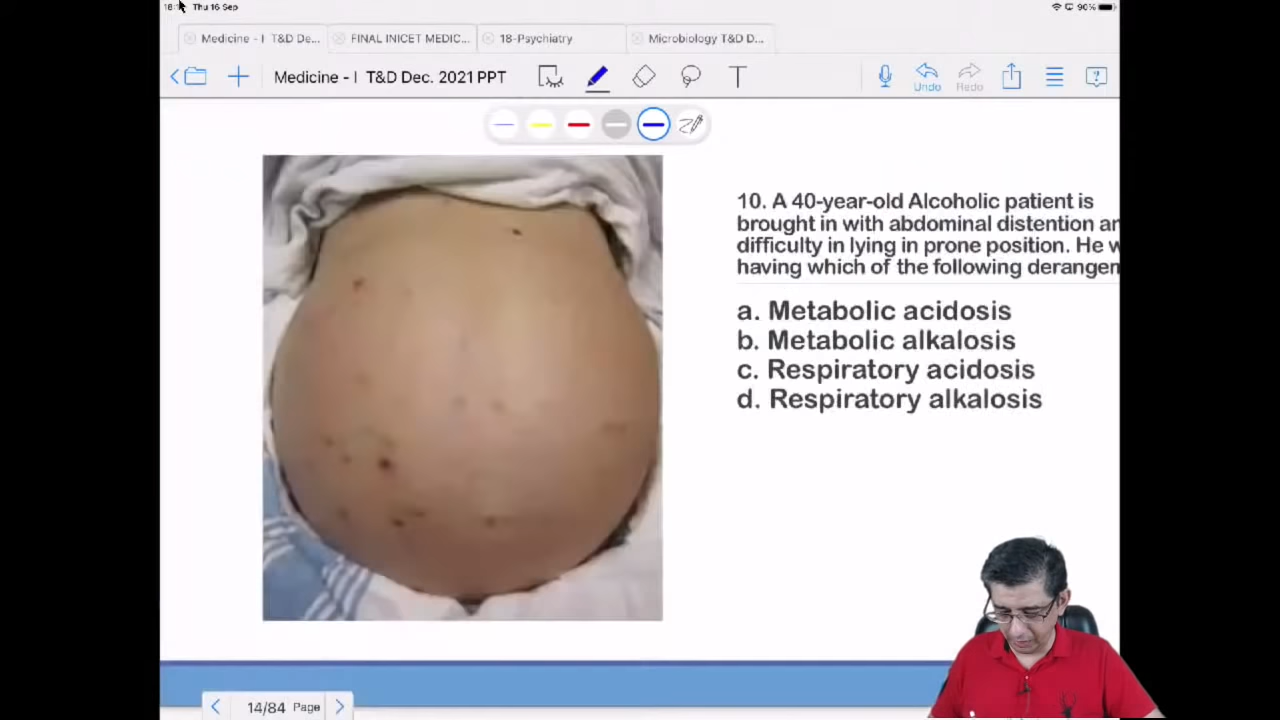 Thu 16 Sep
90%
Medicine - I T&D De...
FINAL INICET MEDIC...
18-Psychiatry
Microbiology T&D D...
Medicine - I T&D Dec. 2021 PPT
T
Undo
Redo
10. A 40-year-old Alcoholic patient is
brought in with abdominal distention an
difficulty in lying in prone position. He w
having which of the following derangem
a. Metabolic acidosis
b. Metabolic alkalosis
c. Respiratory acidosis
d. Respiratory alkalosis
14/84 Page